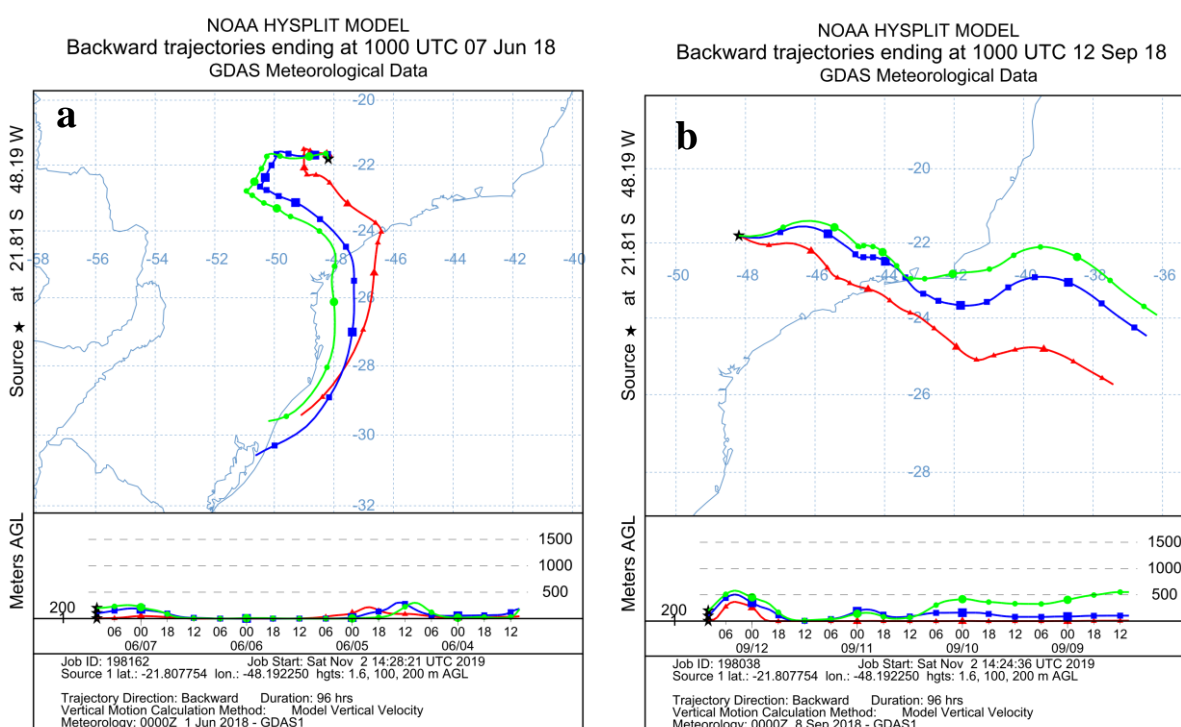 NOAA HYSPLIT MODEL
Backward trajectories ending at 1000 UTC 07 Jun 18
GDAS Meteorological Data
a
Source ★ at 21.81 S 48.19 W
-20
-22
-24
-58 -56 -54 -52 -50 -48 -46 -44 -42 -40
-26
-28
-30
-32
Meters AGL
1500
1000
500
200
06 00 18 12 06 00 18 12 06 00 18 12 06 00 18 12
06/07 06/06 06/05 06/04
Job ID: 198162 Job Start: Sat Nov 2 14:28:21 UTC 2019
Source 1 lat.: -21.807754 lon.: -48.192250 hgts: 1.6, 100, 200 m AGL
Trajectory Direction: Backward Duration: 96 hrs
Vertical Motion Calculation Method: Model Vertical Velocity
Meteorology: 0000Z 1 Jun 2018 - GDAS1
NOAA HYSPLIT MODEL
Backward trajectories ending at 1000 UTC 12 Sep 18
GDAS Meteorological Data
b
Source ★ at 21.81 S 48.19 W
-20
-22
-50 -48 -46 -44 -42 -40 -38 -36
-24
-26
-28
Meters AGL
1500
1000
500
200
06 00 18 12 06 00 18 12 06 00 18 12 06 00 18 12
09/12 09/11 09/10 09/09
Job ID: 198038 Job Start: Sat Nov 2 14:24:36 UTC 2019
Source 1 lat.: -21.807754 lon.: -48.192250 hgts: 1.6, 100, 200 m AGL
Trajectory Direction: Backward Duration: 96 hrs
Vertical Motion Calculation Method: Model Vertical Velocity
Meteorology: 0000Z 8 Sep 2018 - GDAS1